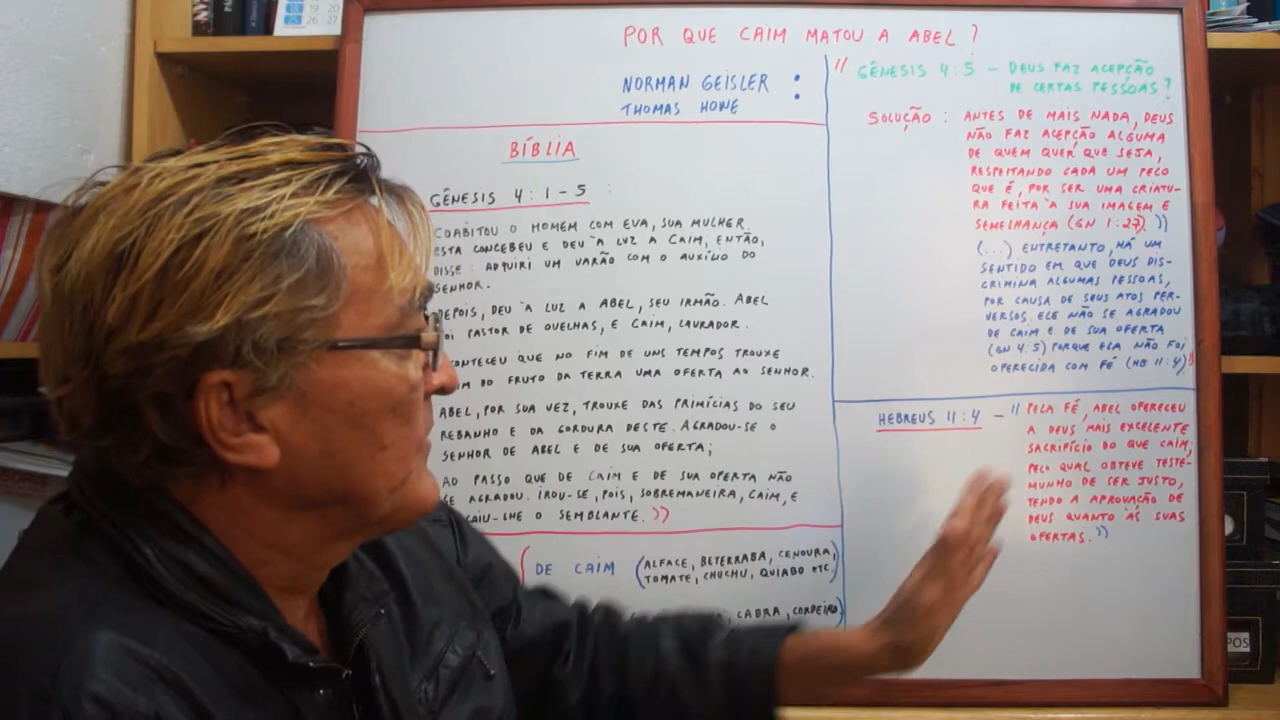 POR QUE CAIM MATOU A ABEL?
NORMAN GEISLER :
THOMAS HOWE
BÍBLIA
GÊNESIS 4:1-5 :
COABITOU O HOMEM COM EVA, SUA MULHER.
ESTA CONCEBEU E DEU À LUZ A CAIM, ENTÃO,
DISSE: ADQUIRI UM VARÃO COM O AUXÍLIO DO
SENHOR.
DEPOIS, DEU À LUZ A ABEL, SEU IRMÃO. ABEL
PASTOR DE OVELHAS, E CAIM, LAVRADOR.
QUE NO FIM DE UNS TEMPOS TROUXE
DO FRUTO DA TERRA UMA OFERTA AO SENHOR.
ABEL, POR SUA VEZ, TROUXE DAS PRIMÍCIAS DO SEU
REBANHO E DA GORDURA DESTE. AGRADOU-SE O
SENHOR DE ABEL E DE SUA OFERTA;
AO PASSO QUE DE CAIM E DE SUA OFERTA NÃO
SE AGRADOU. IROU-SE, POIS, SOBREMANEIRA, CAIM, E
CAIU-LHE O SEMBLANTE. ))
DE CAIM (ALFACE, BETERRABA, CENOURA,
TOMATE, CHUCHU, QUIABO ETC.)
CABRA, CORDEIRO)
" GÊNESIS 4:5 - DEUS FAZ ACEPÇÃO
DE CERTAS PESSOAS?
SOLUÇÃO: ANTES DE MAIS NADA, DEUS
NÃO FAZ ACEPÇÃO ALGUMA
DE QUEM QUER QUE SEJA,
RESPEITANDO CADA UM PELO
QUE É, POR SER UMA CRIATU-
RA FEITA À SUA IMAGEM E
SEMELHANÇA (GN 1:27). ))
(...) ENTRETANTO, HÁ UM
SENTIDO EM QUE DEUS DIS-
CRIMINA ALGUMAS PESSOAS,
POR CAUSA DE SEUS ATOS PER-
VERSOS. ELE NÃO SE AGRADOU
DE CAIM E DE SUA OFERTA
(GN 4:5) PORQUE ELA NÃO FOI
OFERECIDA COM FÉ (HB 11:4)."
HEBREUS 11:4 - " PELA FÉ, ABEL OFERECEU
A DEUS MAIS EXCELENTE
SACRIFÍCIO DO QUE CAIM;
PELO QUAL OBTEVE TESTE-
MUNHO DE SER JUSTO,
TENDO A APROVAÇÃO DE
DEUS QUANTO ÀS SUAS
OFERTAS. ))
18 19 20
25 26 27
POS